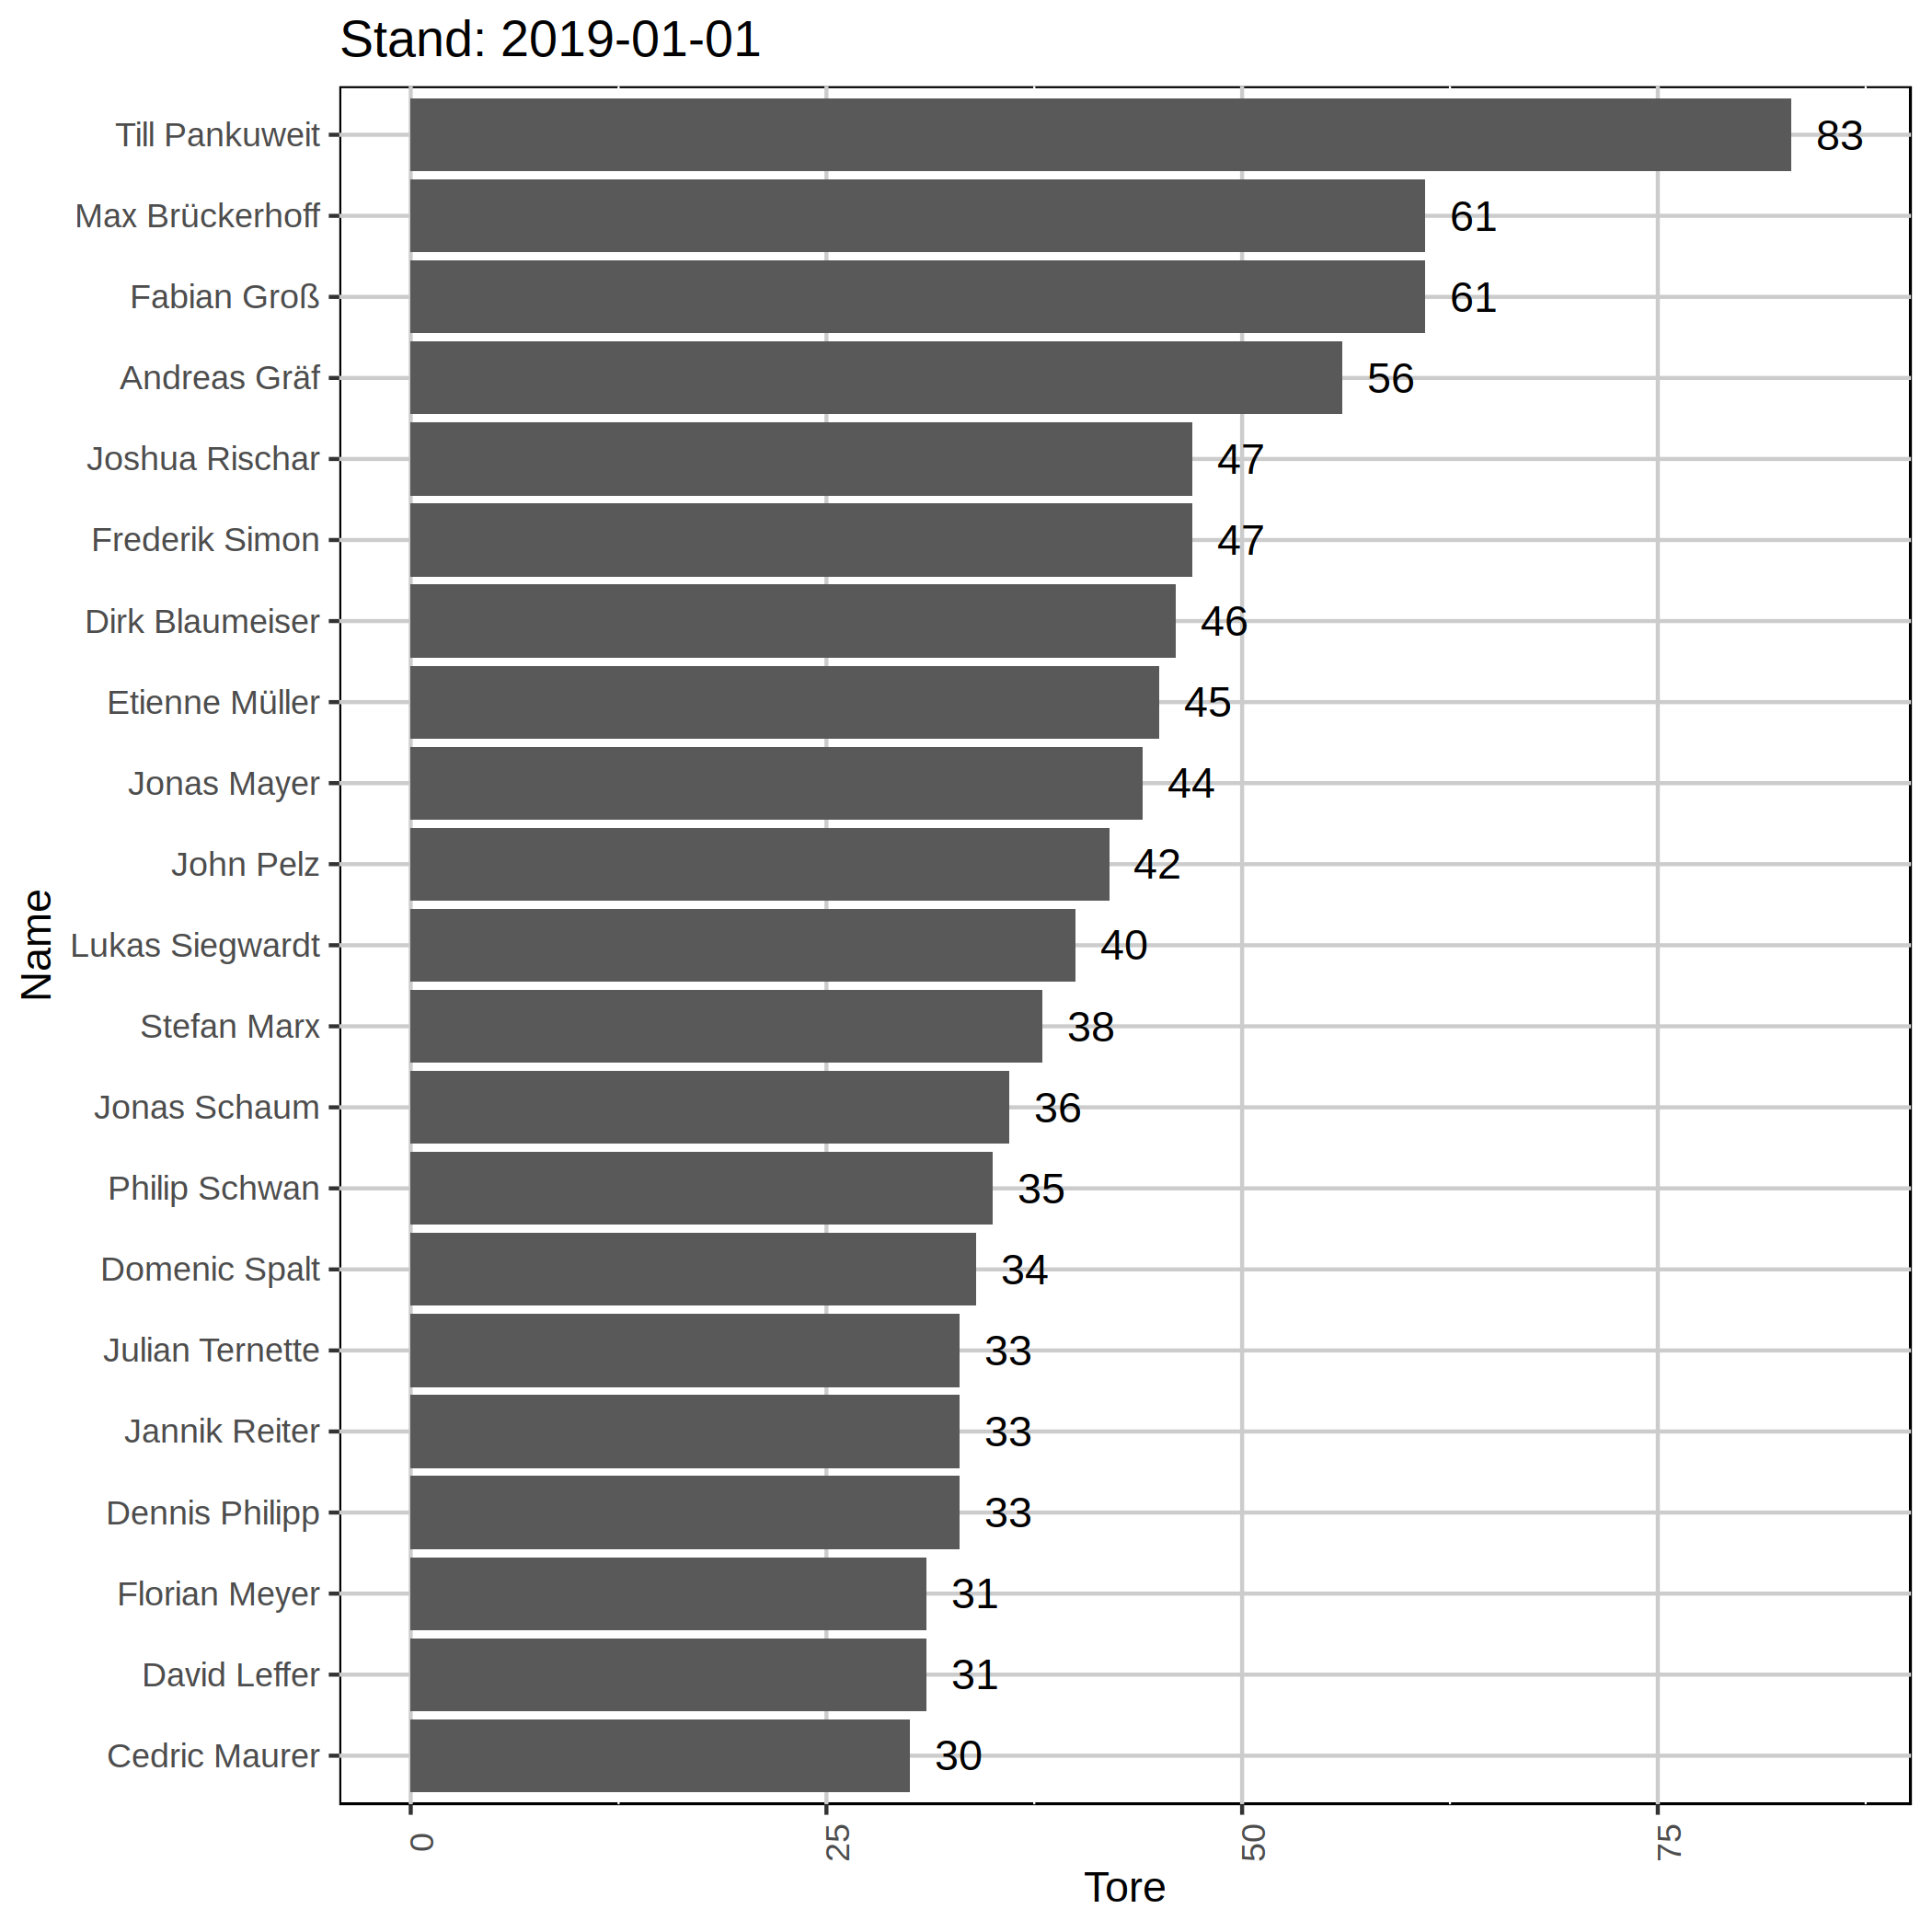 Stand: 2019-01-01
Till Pankuweit 83
Max Brückerhoff 61
Fabian Groß 61
Andreas Gräf 56
Joshua Rischar 47
Frederik Simon 47
Dirk Blaumeiser 46
Etienne Müller 45
Jonas Mayer 44
John Pelz 42
Lukas Siegwardt 40
Stefan Marx 38
Jonas Schaum 36
Philip Schwan 35
Domenic Spalt 34
Julian Ternette 33
Jannik Reiter 33
Dennis Philipp 33
Florian Meyer 31
David Leffer 31
Cedric Maurer 30
Name
0 25 50 75
Tore